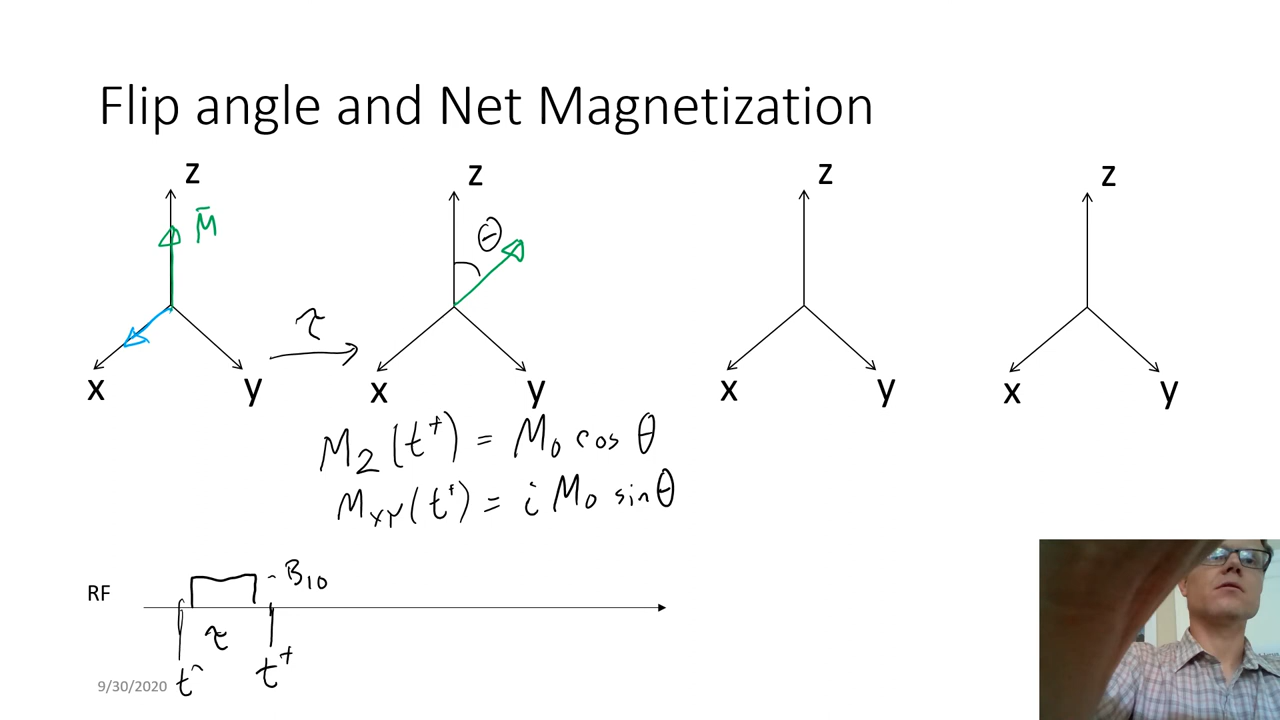 Flip angle and Net Magnetization
z z z z
M̄ θ
τ
x y x y x y x y
M_z(t⁺) = M₀ cos θ
M_xy(t⁺) = i M₀ sin θ
B₁₀
RF
τ
t⁻ t⁺
9/30/2020